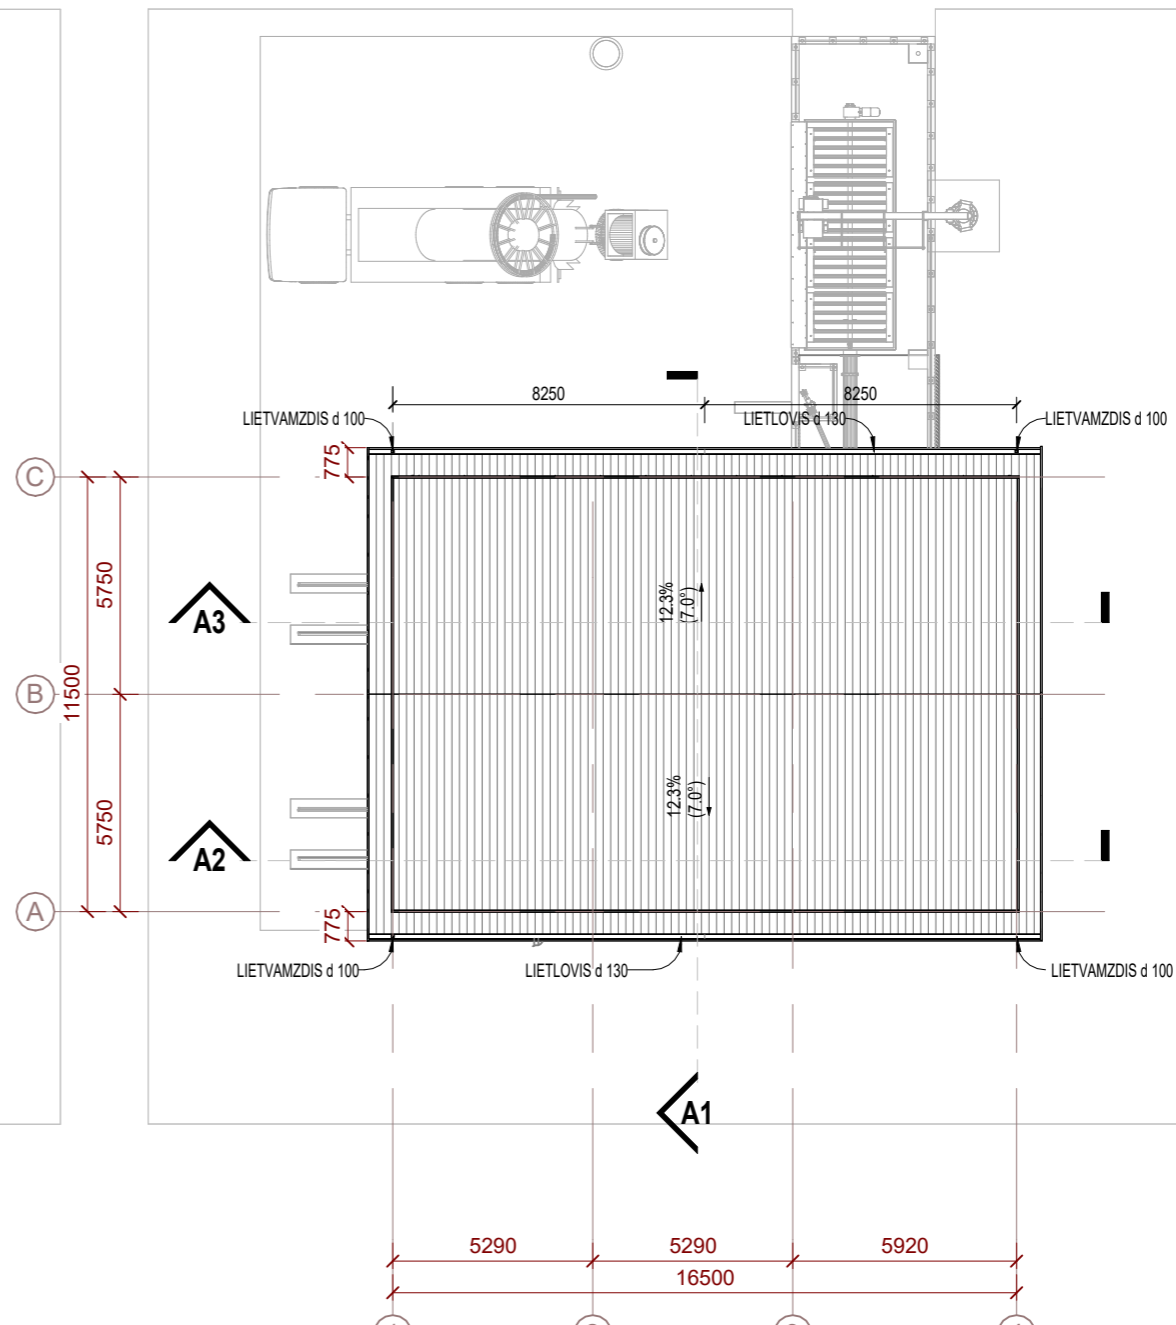 8250
8250
LIETVAMZDIS d 100
LIETLOVIS d 130
LIETVAMZDIS d 100
775
C
5750
12.3%
(7.0°)
A3
11500
B
5750
12.3%
(7.0°)
A2
A
775
LIETVAMZDIS d 100
LIETLOVIS d 130
LIETVAMZDIS d 100
A1
5290
5290
5920
16500